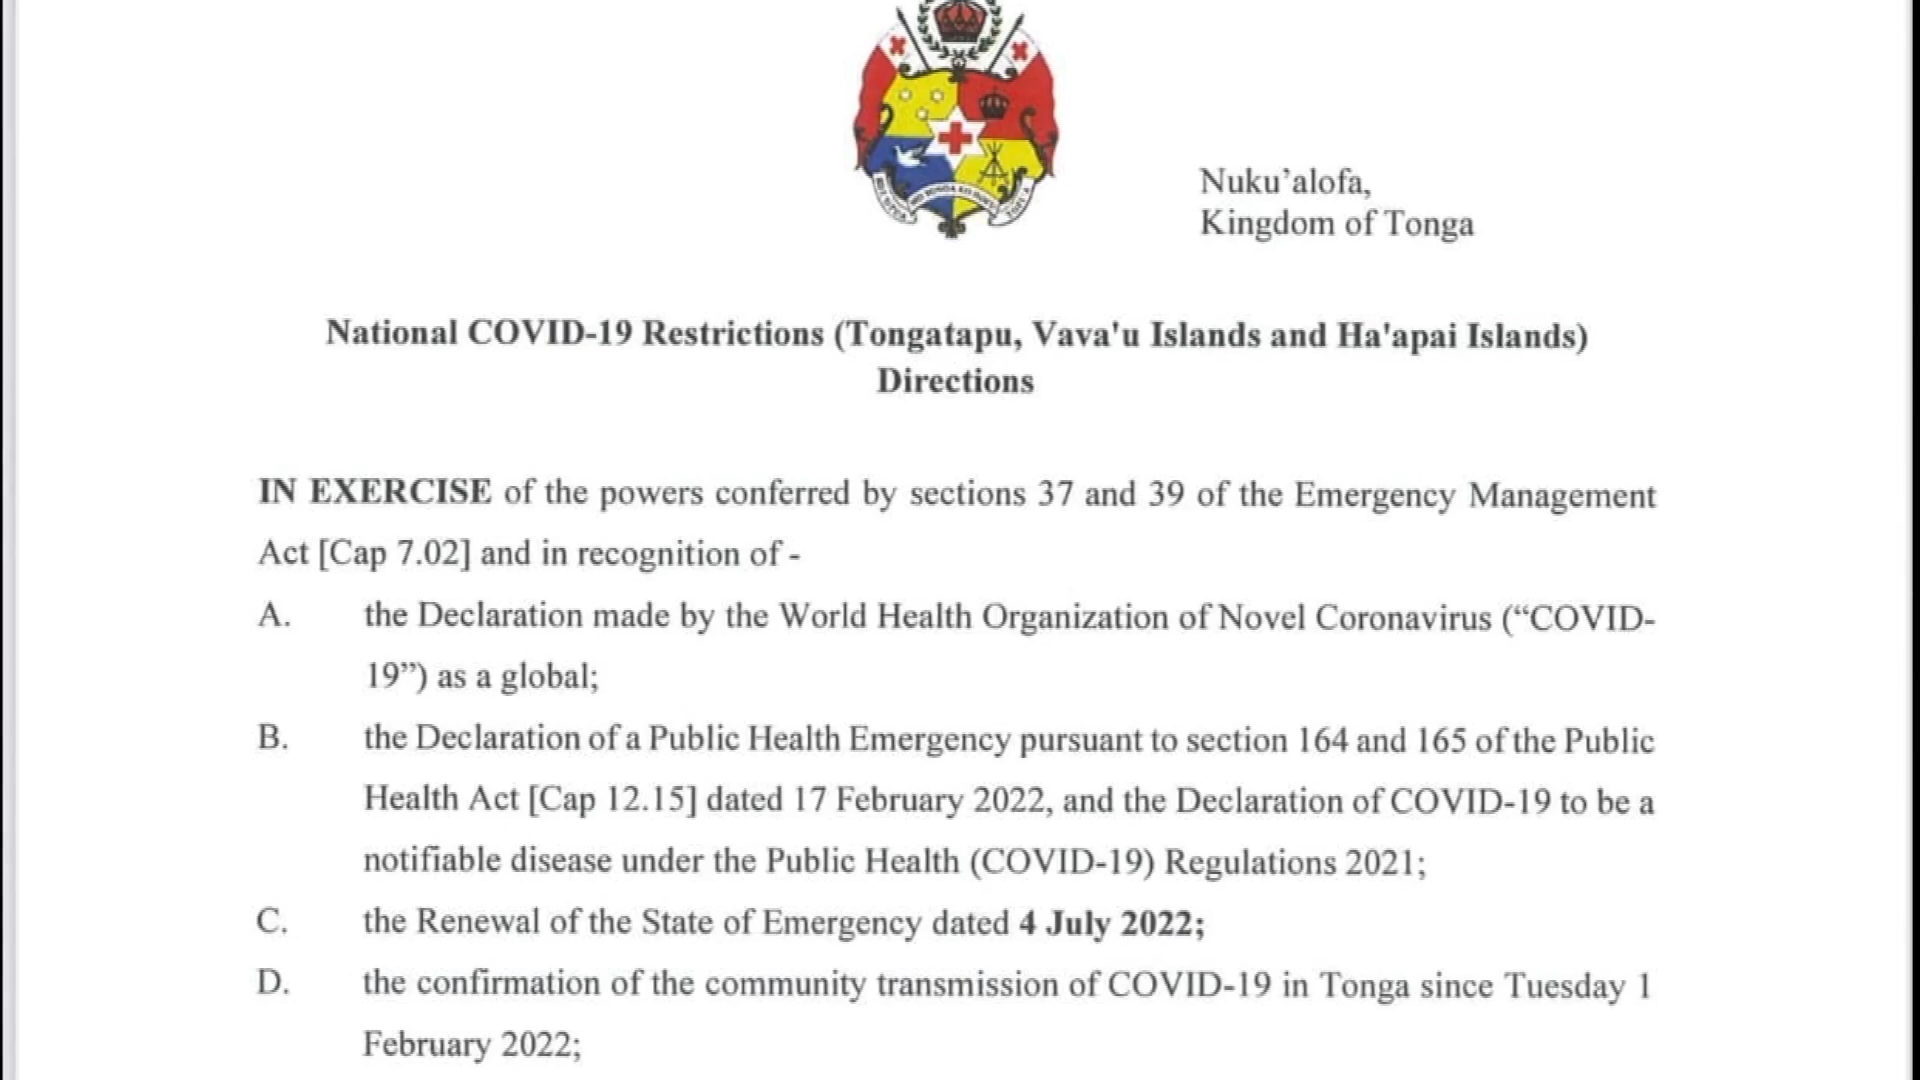 Nuku’alofa,
Kingdom of Tonga
National COVID-19 Restrictions (Tongatapu, Vava'u Islands and Ha'apai Islands)
Directions
IN EXERCISE of the powers conferred by sections 37 and 39 of the Emergency Management
Act [Cap 7.02] and in recognition of -
A. the Declaration made by the World Health Organization of Novel Coronavirus (“COVID-
19”) as a global;
B. the Declaration of a Public Health Emergency pursuant to section 164 and 165 of the Public
Health Act [Cap 12.15] dated 17 February 2022, and the Declaration of COVID-19 to be a
notifiable disease under the Public Health (COVID-19) Regulations 2021;
C. the Renewal of the State of Emergency dated 4 July 2022;
D. the confirmation of the community transmission of COVID-19 in Tonga since Tuesday 1
February 2022;